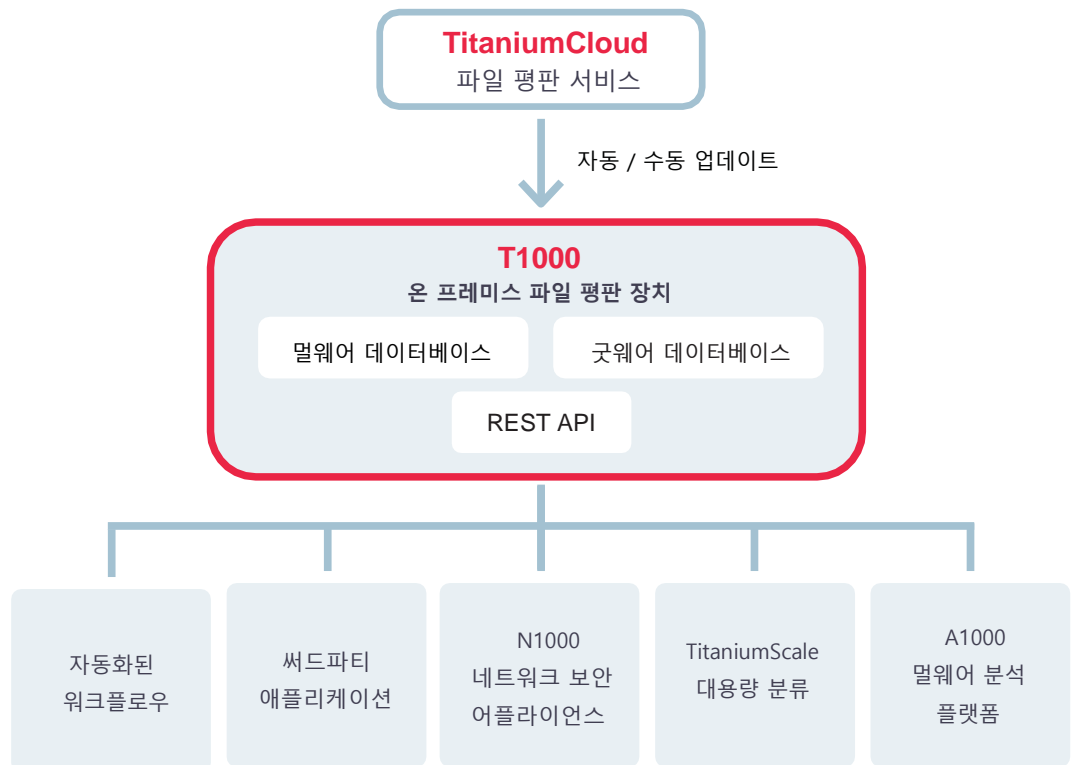 TitaniumCloud
파일 평판 서비스
자동 / 수동 업데이트
T1000
온 프레미스 파일 평판 장치
멀웨어 데이터베이스
굿웨어 데이터베이스
REST API
자동화된
워크플로우
써드파티
애플리케이션
N1000
네트워크 보안
어플라이언스
TitaniumScale
대용량 분류
A1000
멀웨어 분석
플랫폼